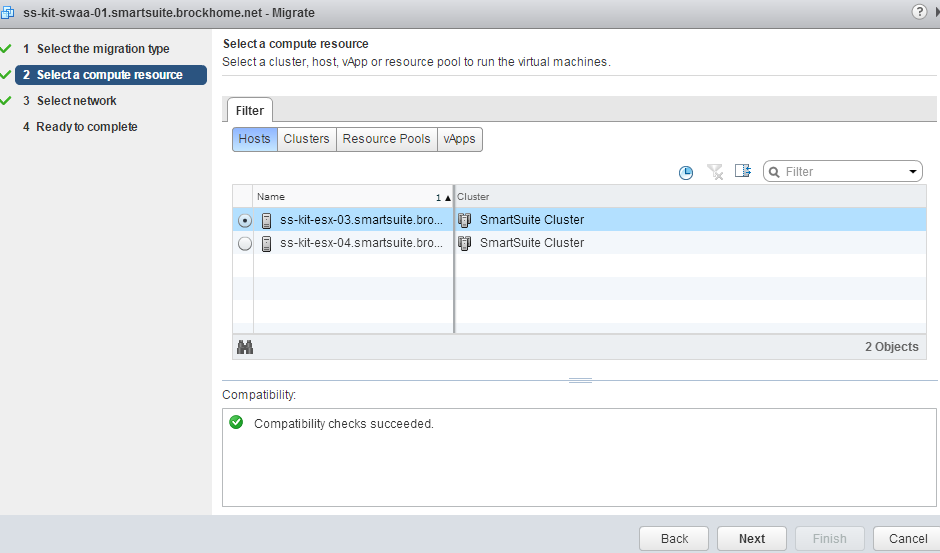 ss-kit-swaa-01.smartsuite.brockhome.net - Migrate
?
1 Select the migration type
2 Select a compute resource
3 Select network
4 Ready to complete
Select a compute resource
Select a cluster, host, vApp or resource pool to run the virtual machines.
Filter
Hosts Clusters Resource Pools vApps
Filter
Name 1 ▲ Cluster
ss-kit-esx-03.smartsuite.bro... SmartSuite Cluster
ss-kit-esx-04.smartsuite.bro... SmartSuite Cluster
2 Objects
Compatibility:
Compatibility checks succeeded.
Back Next Finish Cancel